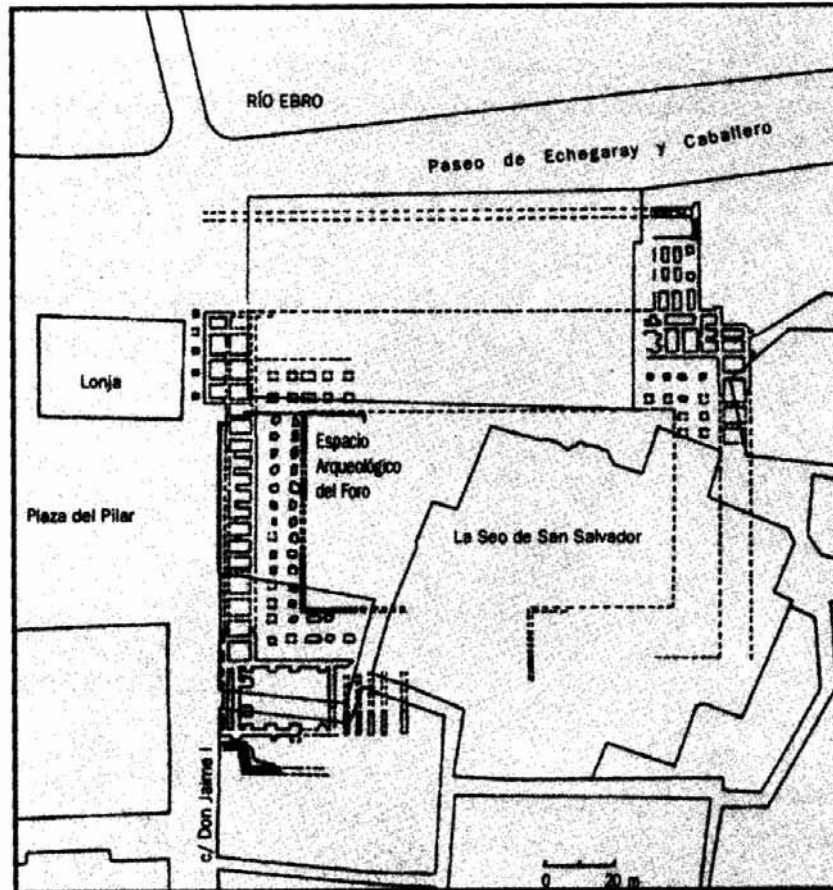 RÍO EBRO
Paseo de Echegaray y Caballero
Lonja
Espacio
Arqueológico
del Foro
Plaza del Pilar
La Seo de San Salvador
c/ Don Jaime I
0 20 m